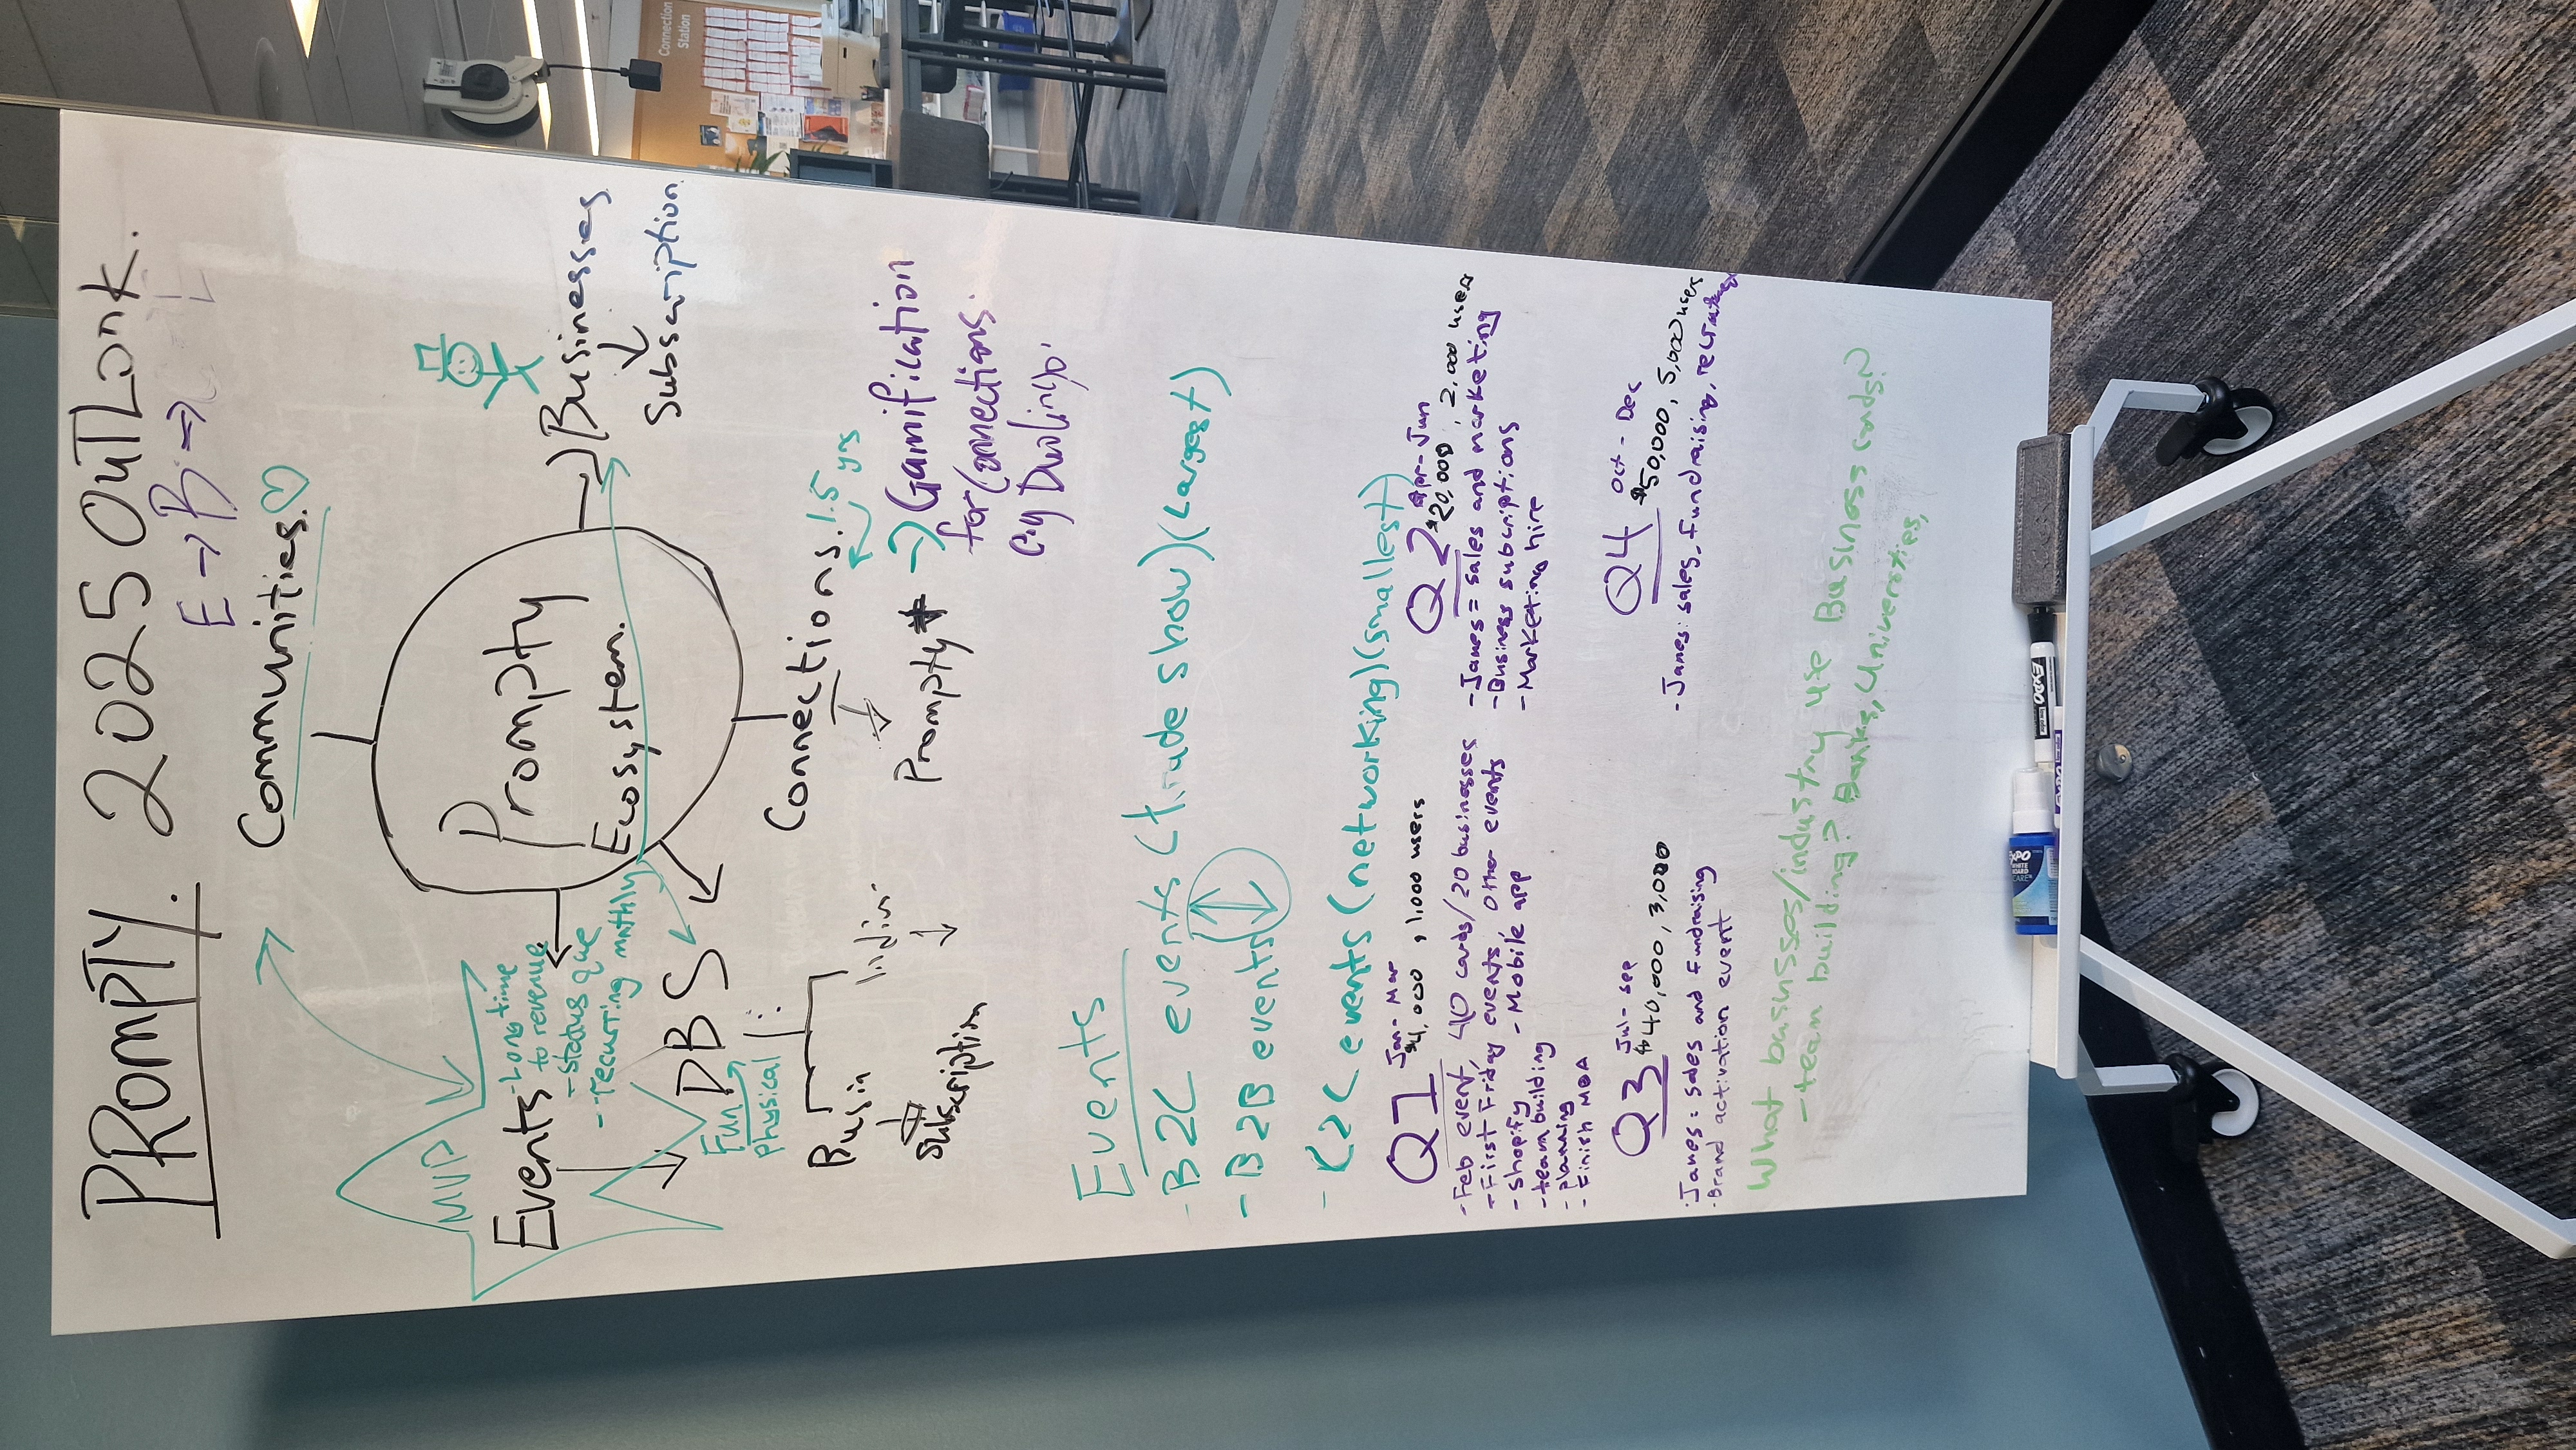 PROMPTY. 2025 OUTLOOK.
E → B →
Communities.
MVP
Events
-Long time
to revenue
-status que
- recurring mnthly
Prompty
Ecosystem.
Businesses
Subscription
DBS
Fun
physical
Busin
Indiv
subscription
Connections. 1.5
yrs
Prompty
→ Gamification
for Connections.
e.g Duolingo.
Events
-B2C events (trade show)(Largest)
- B2B events
- C2C events (networking)(smallest)
Q1 Jan- Mar
$4,000 , 1,000 users
-Feb event, 40 cards/20 businesses
-First Friday events, other events
-shopify -Mobile app
-team building
- planning
- Finish MBA
Q2 Apr-Jun
$20,000 , 2,000 users
-James = sales and marketing
-Business subcriptions
-Marketing hire
Q3 Jul- sep
$40,000, 3,000
·James: sales and fundraising
·Brand activation event
Q4 Oct - Dec
$50,000, 5,000 users
-James: sales, fundraising,
What businsses/industry use Business cards?
-team building? Banks, Universities,
EXPO
EXPO
Connection
Station